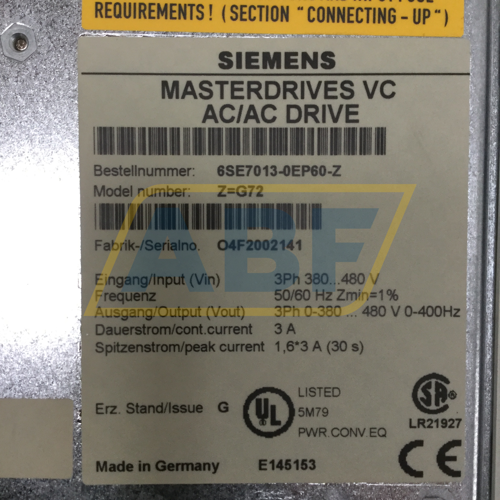 REQUIREMENTS! (SECTION "CONNECTING - UP")
SIEMENS
MASTERDRIVES VC
AC/AC DRIVE
Bestellnummer: 6SE7013-0EP60-Z
Model number: Z=G72
Fabrik-/Serialno. O4F2002141
Eingang/Input (Vin) 3Ph 380...480 V
Frequenz 50/60 Hz Zmin=1%
Ausgang/Output (Vout) 3Ph 0-380 ... 480 V 0-400Hz
Dauerstrom/cont.current 3 A
Spitzenstrom/peak current 1,6*3 A (30 s)
Erz. Stand/Issue G
UL
LISTED
5M79
PWR.CONV.EQ
SA
LR21927
Made in Germany E145153
CE
ABF